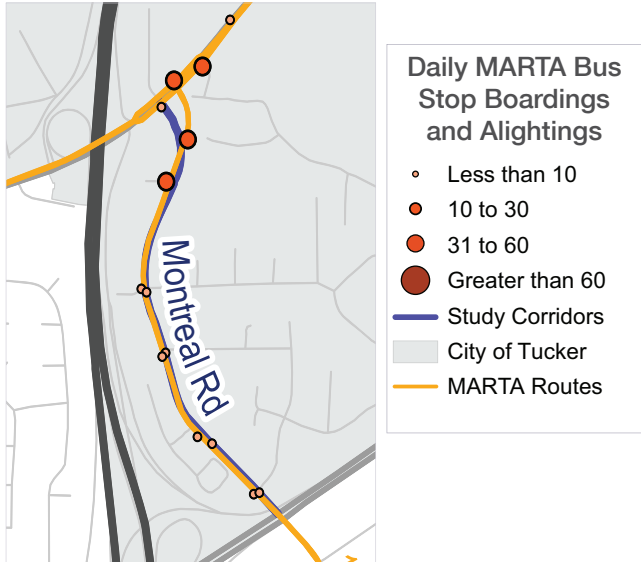 Montreal Rd
Daily MARTA Bus
Stop Boardings
and Alightings
Less than 10
10 to 30
31 to 60
Greater than 60
Study Corridors
City of Tucker
MARTA Routes